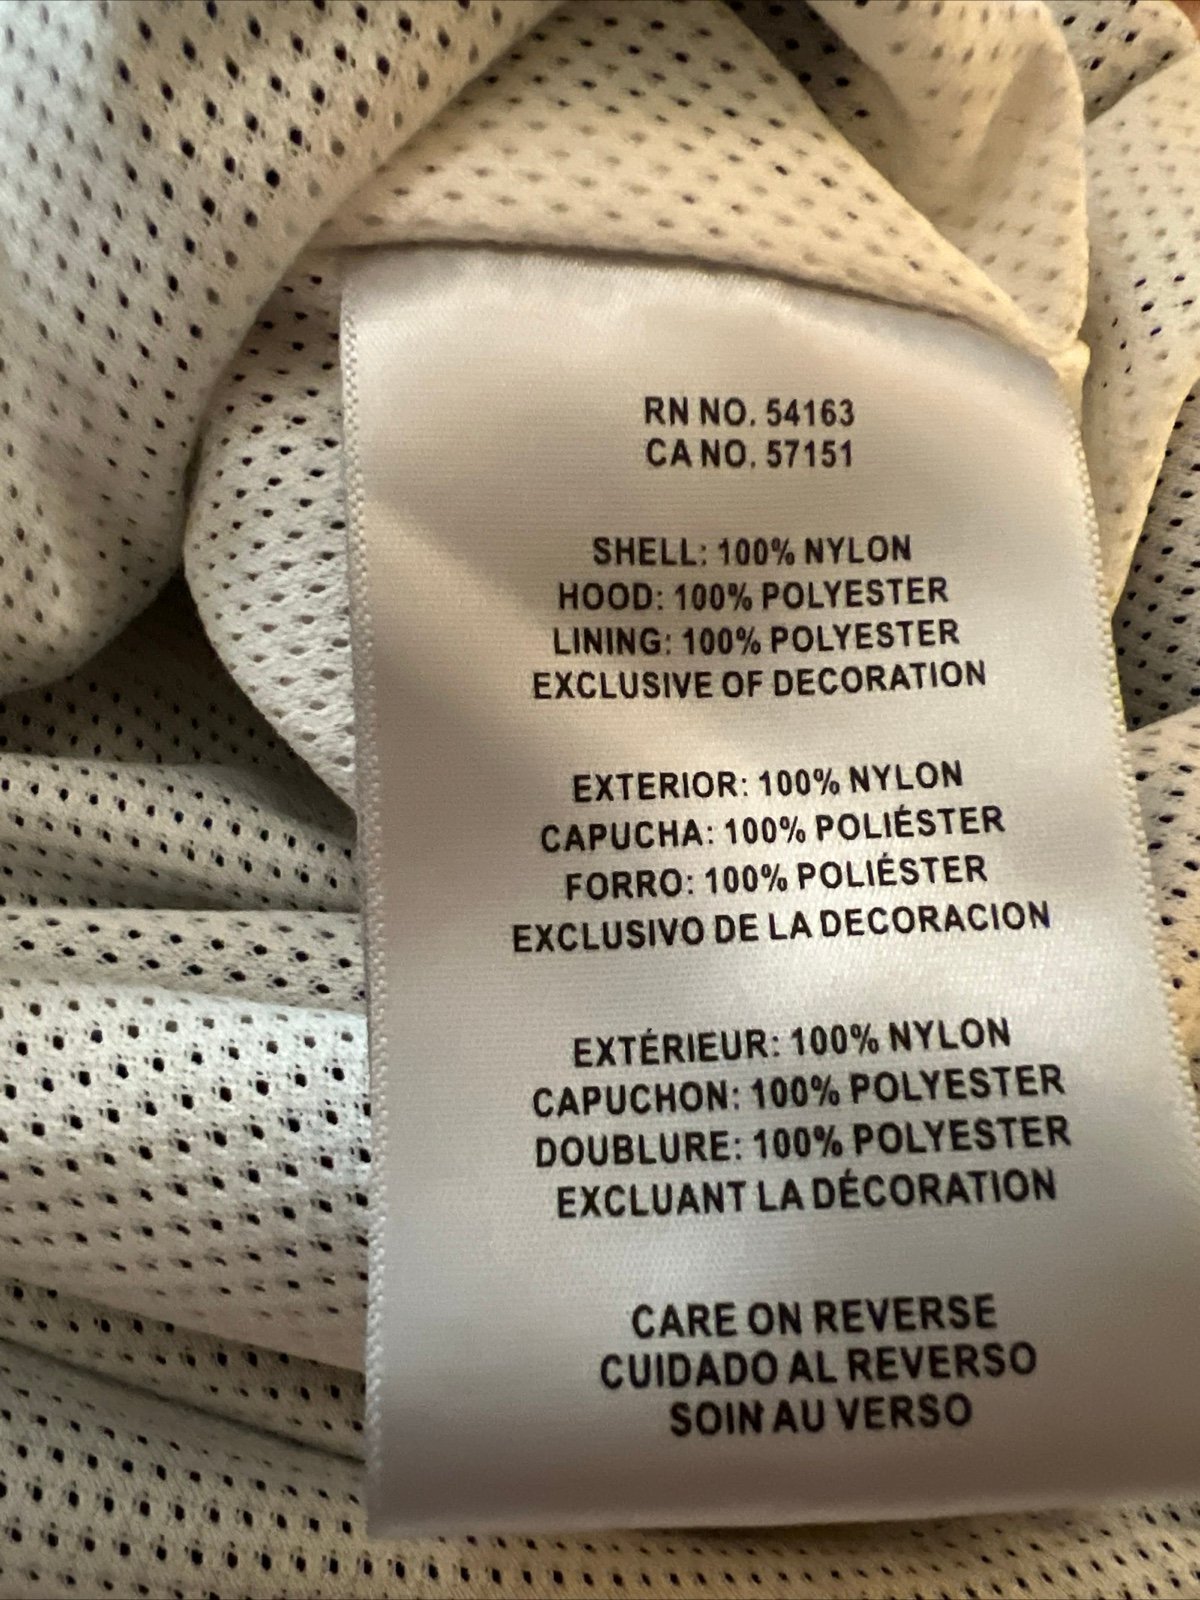 RN NO. 54163
CA NO. 57151
SHELL: 100% NYLON
HOOD: 100% POLYESTER
LINING: 100% POLYESTER
EXCLUSIVE OF DECORATION
EXTERIOR: 100% NYLON
CAPUCHA: 100% POLIÉSTER
FORRO: 100% POLIÉSTER
EXCLUSIVO DE LA DECORACION
EXTÉRIEUR: 100% NYLON
CAPUCHON: 100% POLYESTER
DOUBLURE: 100% POLYESTER
EXCLUANT LA DÉCORATION
CARE ON REVERSE
CUIDADO AL REVERSO
SOIN AU VERSO